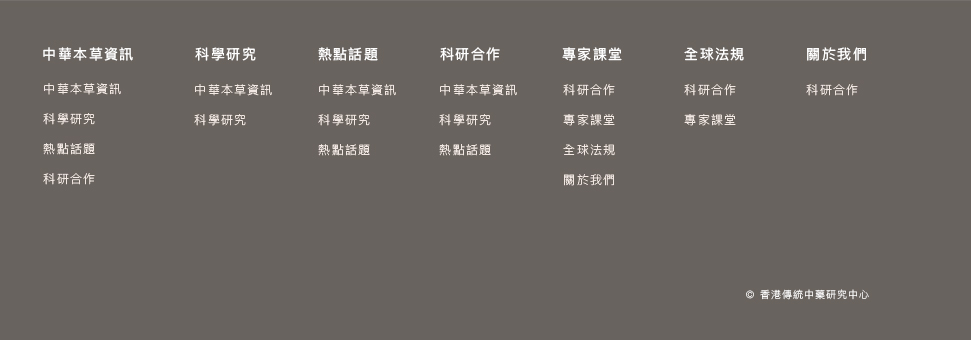 中華本草資訊
中華本草資訊
科學研究
熱點話題
科研合作
科學研究
中華本草資訊
科學研究
熱點話題
中華本草資訊
科學研究
熱點話題
科研合作
中華本草資訊
科學研究
熱點話題
專家課堂
科研合作
專家課堂
全球法規
關於我們
全球法規
科研合作
專家課堂
關於我們
科研合作
© 香港傳統中藥研究中心